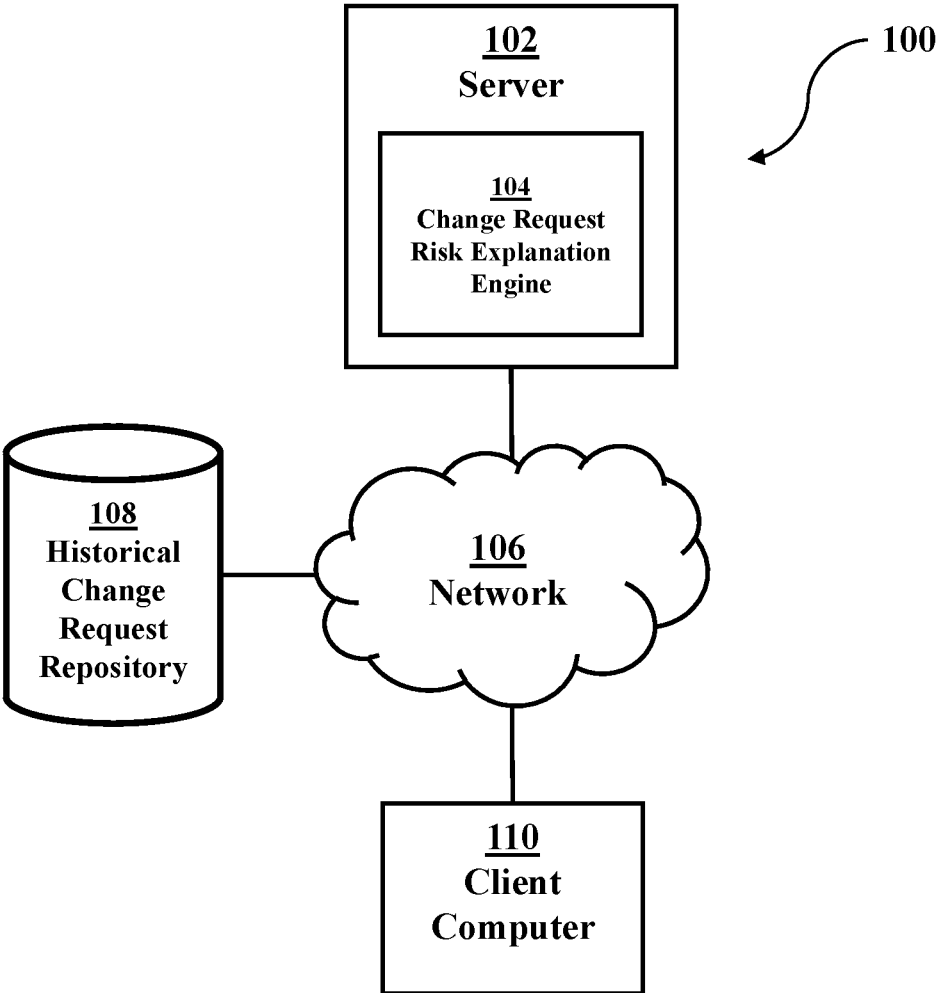 102
Server
100
104
Change Request
Risk Explanation
Engine
108
Historical
Change
Request
Repository
106
Network
110
Client
Computer